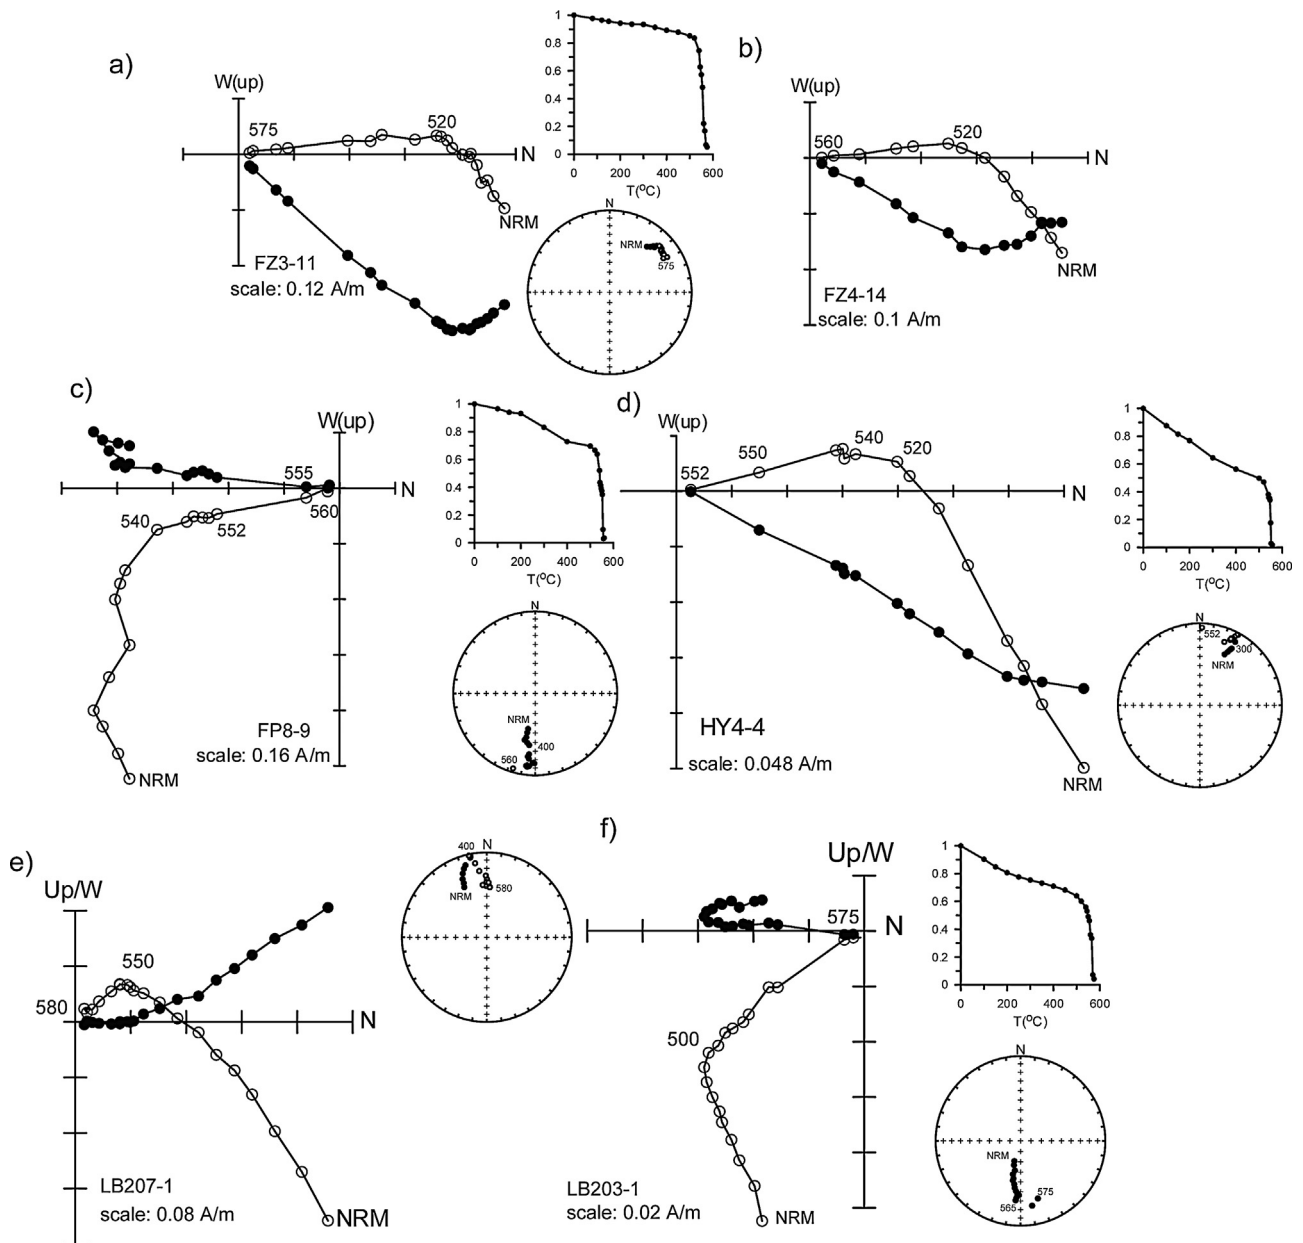 a)
W(up)
575
520
N
NRM
FZ3-11
scale: 0.12 A/m
1
0.8
0.6
0.4
0.2
0
0 200 400 600
T(°C)
N
NRM
575
b)
W(up)
560
520
N
NRM
FZ4-14
scale: 0.1 A/m
c)
W(up)
555
N
560
540
552
FP8-9
scale: 0.16 A/m
NRM
1
0.8
0.6
0.4
0.2
0
0 200 400 600
T(°C)
N
NRM
400
560
d)
W(up)
552
550
540
520
N
HY4-4
scale: 0.048 A/m
NRM
1
0.8
0.6
0.4
0.2
0
0 200 400 600
T(°C)
N
552
300
NRM
e)
Up/W
550
580
N
LB207-1
scale: 0.08 A/m
NRM
N
400
580
NRM
f)
Up/W
575
N
500
LB203-1
scale: 0.02 A/m
NRM
1
0.8
0.6
0.4
0.2
0
0 200 400 600
T(°C)
N
NRM
575
565